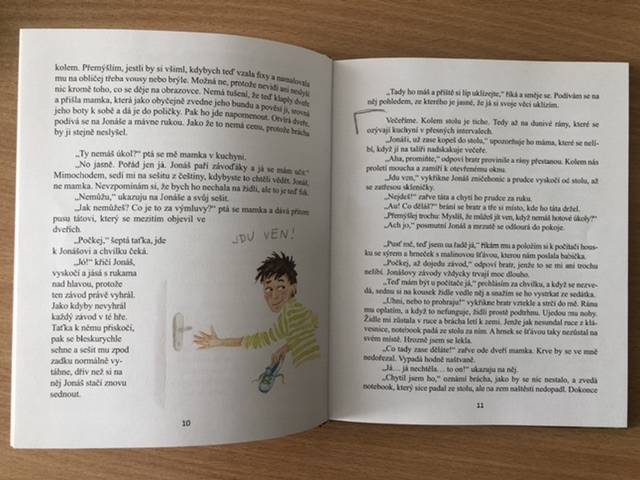 kolem. Přemýšlím, jestli by si všiml, kdybych teď vzala fixy a namalovala
mu na obličej třeba vousy nebo brýle. Možná ne, protože nevidí ani neslyší
nic kromě toho, co se děje na obrazovce. Nemá tušení, že teď klaply dveře
a přišla mamka, která jako obyčejně zvedne jeho bundu a pověsí ji, srovná
jeho boty k sobě a dá je do poličky. Pak ho jde napomenout. Otvírá dveře,
podívá se na Jonáše a mávne rukou. Jako že to nemá cenu, protože brácha
by ji stejně neslyšel.
„Ty nemáš úkol?“ ptá se mě mamka v kuchyni.
„No jasně. Pořád jen já. Jonáš paří závoďáky a já se mám učit.“
Mimochodem, sedí mi na sešitu z češtiny, kdybyste to chtěli vědět. Jonáš,
ne mamka. Nevzpomínám si, že bych ho nechala na židli, ale to je teď fuk.
„Nemůžu,“ ukazuju na Jonáše a svůj sešit.
„Jak nemůžeš? Co je to za výmluvy?“ ptá se mamka a dává přitom
pusu tátovi, který se mezitím objevil ve
dveřích.
„Počkej,“ šeptá taťka, jde
k Jonášovi a chvilku čeká.
„Jó!“ křičí Jonáš,
vyskočí a jásá s rukama
nad hlavou, protože
ten závod právě vyhrál.
Jako kdyby nevyhrál
každý závod v té hře.
Taťka k němu přiskočí,
pak se bleskurychle
sehne a sešit mu zpod
zadku normálně vy-
táhne, dřív než si na
něj Jonáš stačí znovu
sednout.
JDU VEN!
10
„Tady ho máš a příště si líp uklízejte,“ říká a směje se. Podívám se na
něj pohledem, ze kterého je jasné, že já si svoje věci uklízím.
Večeříme. Kolem stolu je ticho. Tedy až na dunivé rány, které se
ozývají kuchyní v přesných intervalech.
„Jonáši, už zase kopeš do stolu,“ upozorňuje ho máma, které se nelí-
bí, když jí na talíři nadskakuje večeře.
„Aha, promiňte,“ odpoví bratr provinile a rány přestanou. Kolem nás
proletí moucha a zamíří k otevřenému oknu.
„Jdu ven,“ vykřikne Jonáš zničehonic a prudce vyskočí od stolu, až
se zatřesou skleničky.
„Nejdeš!“ zařve táta a chytí ho prudce za ruku.
„Au! Co děláš?“ brání se bratr a tře si místo, kde ho táta držel.
„Přemýšlej trochu: Myslíš, že můžeš jít ven, když nemáš hotové úkoly?“
„Ach jo,“ posmutní Jonáš a mrzutě se odšourá do pokoje.
„Pusť mě, teď jsem na řadě já,“ říkám mu a položím si k počítači hous-
ku se sýrem a hrneček s malinovou šťávou, kterou nám poslala babička.
„Počkej, až dojedu závod,“ odpoví bratr, jenže to se mi ani trochu
nelíbí. Jonášovy závody vždycky trvají moc dlouho.
„Teď mám být u počítače já,“ prohlásím za chvilku, a když se nezve-
dá, sednu si na kousek židle vedle něj a snažím se ho vystrkat ze sedátka.
„Uhni, nebo to prohraju!“ vykřikne bratr vztekle a strčí do mě. Ránu
mu oplatím, a když to nefunguje, židli prostě podtrhnu. Ujedou mu nohy.
Židle mi zůstala v ruce a brácha letí k zemi. Jenže jak nesundal ruce z klá-
vesnice, notebook padá ze stolu za ním. A hrnek se šťávou taky nezůstal na
svém místě. Hrozně jsem se lekla.
„Co tady zase děláte!“ zařve ode dveří mamka. Krve by se ve mně
nedořezal. Vypadá hodně naštvaně.
„Já… já nechtěla… to on!“ ukazuju na něj.
„Chytil jsem ho,“ oznámí brácha, jako by se nic nestalo, a zvedá
notebook, který sice padal ze stolu, ale na zem naštěstí nedopadl. Dokonce
11